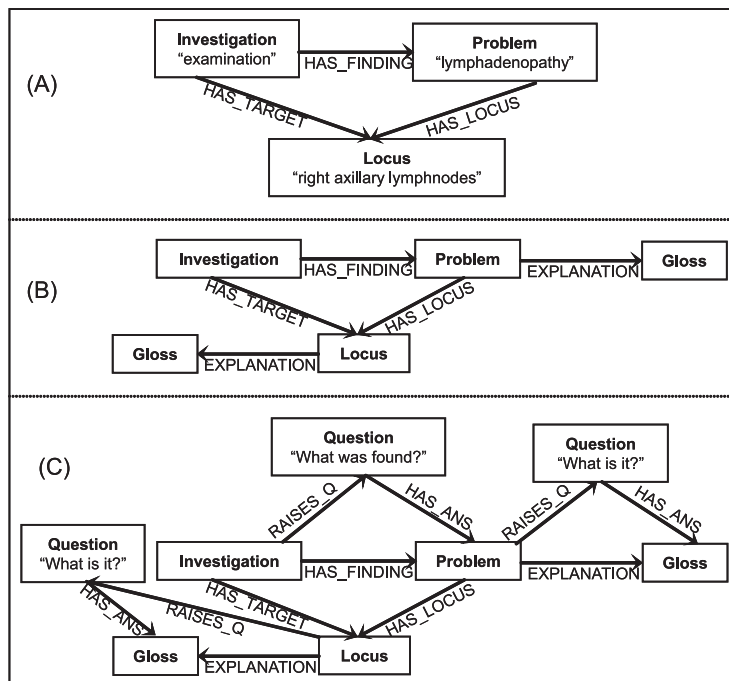 (A)
Investigation
“examination”
HAS_FINDING
Problem
“lymphadenopathy”
HAS_TARGET
HAS_LOCUS
Locus
“right axillary lymphnodes”
(B)
Investigation
HAS_FINDING
Problem
EXPLANATION
Gloss
HAS_TARGET
HAS_LOCUS
Gloss
EXPLANATION
Locus
(C)
Question
“What was found?”
Question
“What is it?”
RAISES_Q
HAS_ANS
RAISES_Q
HAS_ANS
Question
“What is it?”
Investigation
HAS_FINDING
Problem
EXPLANATION
Gloss
HAS_ANS
RAISES_Q
HAS_TARGET
HAS_LOCUS
Gloss
EXPLANATION
Locus